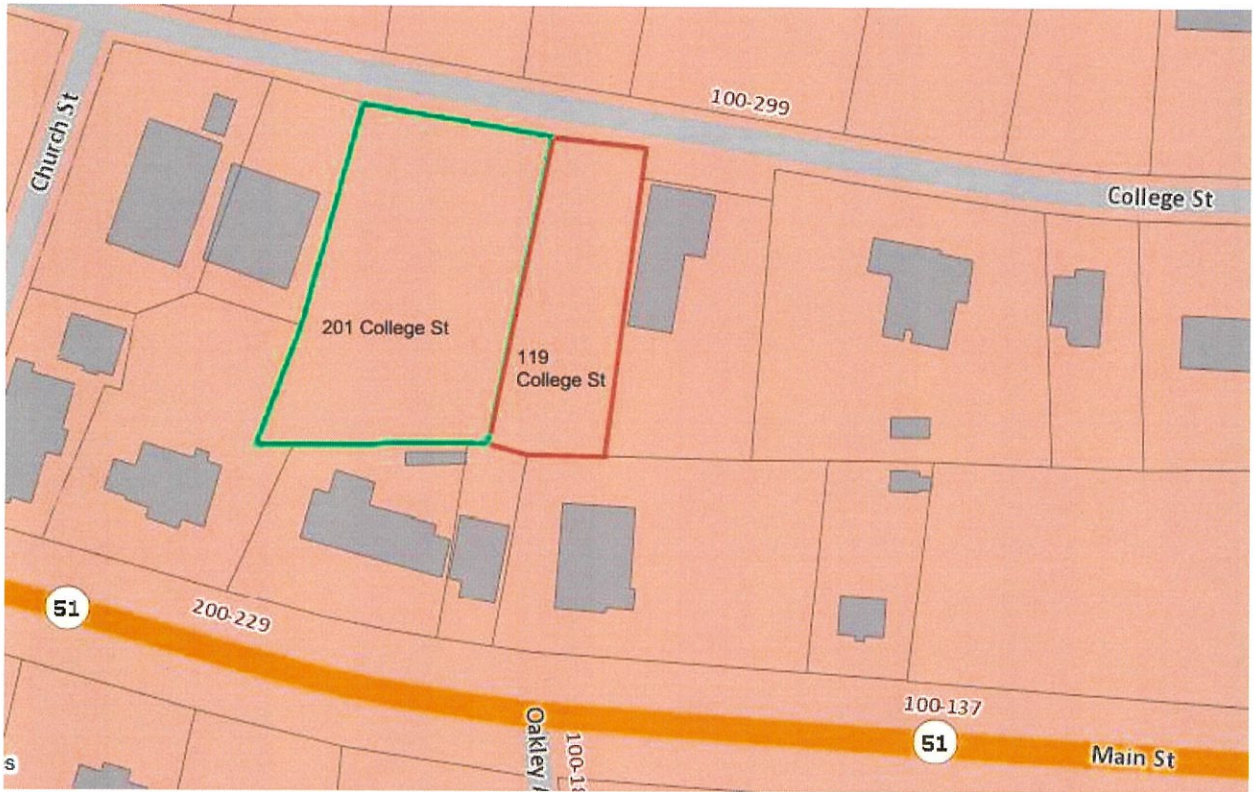 Church St
100-299
College St
201 College St
119
College St
51
200-229
Oakley
100-137
51
Main St
s